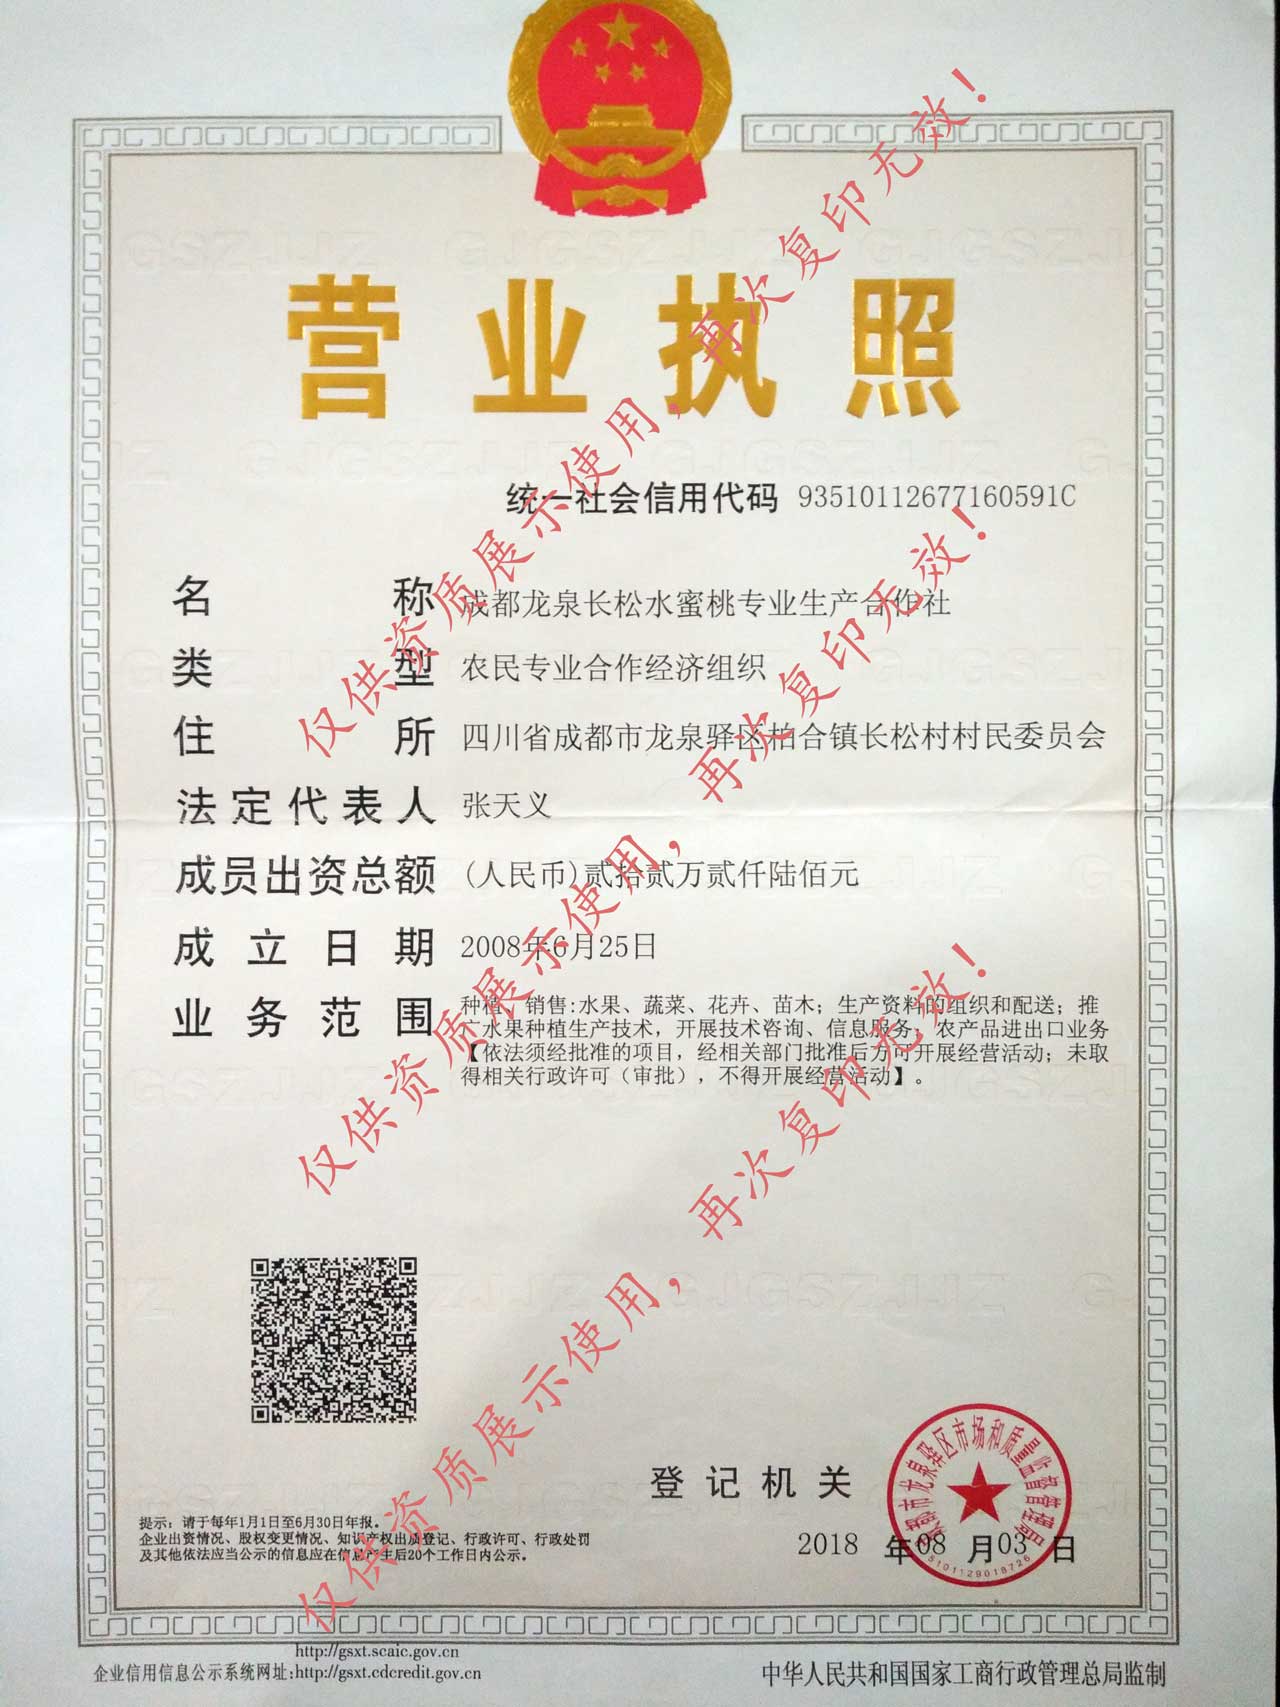 营业执照
统一社会信用代码 93510112677160591C
名称 成都龙泉长松水蜜桃专业生产合作社
类型 农民专业合作经济组织
住所 四川省成都市龙泉驿区柏合镇长松村村民委员会
法定代表人 张天义
成员出资总额 (人民币)贰拾贰万贰仟陆佰元
成立日期 2008年6月25日
业务范围 种植、销售:水果、蔬菜、花卉、苗木；生产资料的组织和配送；推
广水果种植生产技术，开展技术咨询、信息服务；农产品进出口业务
【依法须经批准的项目，经相关部门批准后方可开展经营活动；未取
得相关行政许可（审批），不得开展经营活动】。
登记机关
成都市龙泉驿区市场和质量监督管理局
5101129018726
2018 年08 月03 日
提示：请于每年1月1日至6月30日年报。
企业出资情况、股权变更情况、知识产权出质登记、行政许可、行政处罚
及其他依法应当公示的信息应在信息产生后20个工作日内公示。
http://gsxt.scaic.gov.cn
企业信用信息公示系统网址:http://gsxt.cdcredit.gov.cn
中华人民共和国国家工商行政管理总局监制
仅供资质展示使用，再次复印无效！
仅供资质展示使用，再次复印无效！
仅供资质展示使用，再次复印无效！